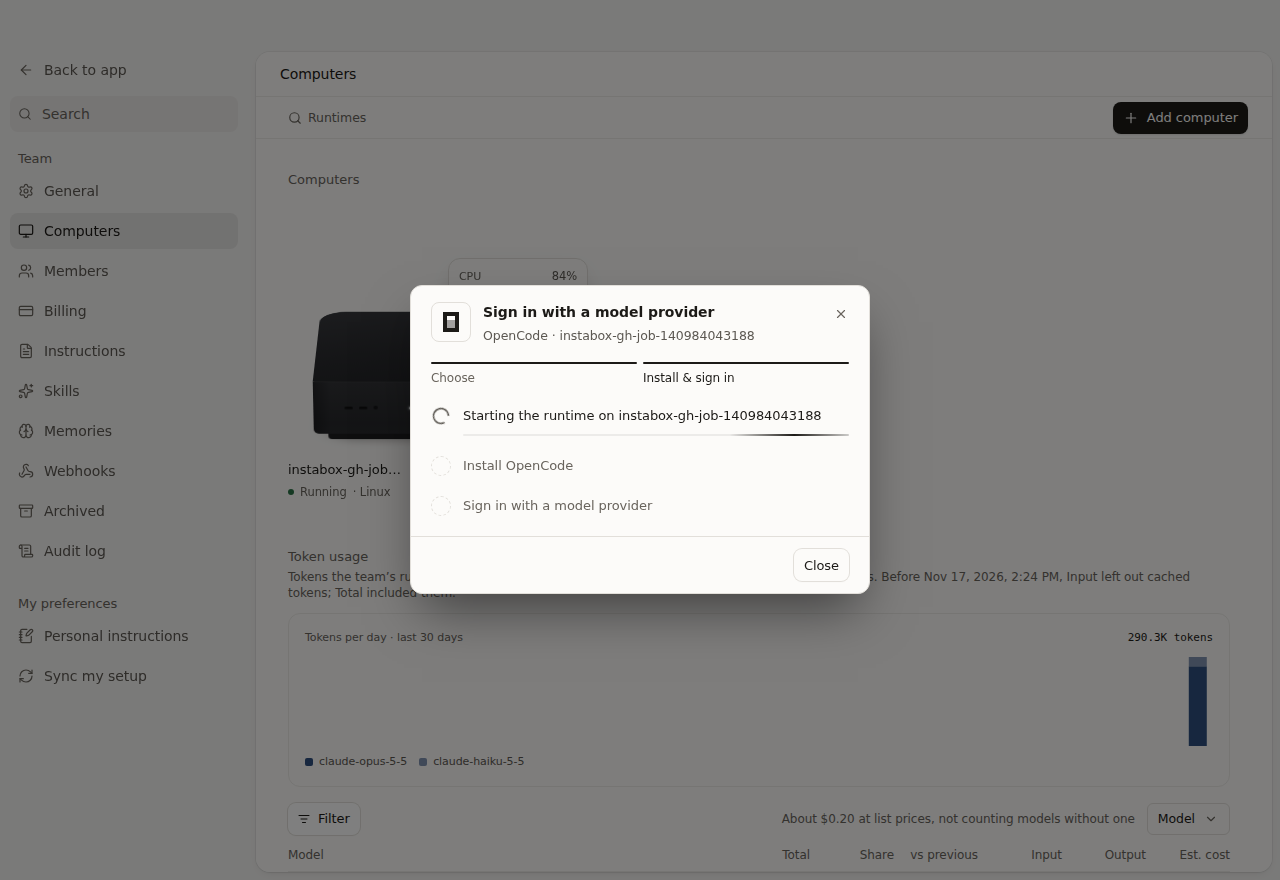 Back to app
Search
Team
General
Computers
Members
Billing
Instructions
Skills
Memories
Webhooks
Archived
Audit log
My preferences
Personal instructions
Sync my setup
Computers
Runtimes
Add computer
Computers
CPU 84%
instabox-gh-job…
Running · Linux
Sign in with a model provider
OpenCode · instabox-gh-job-140984043188
Choose
Install & sign in
Starting the runtime on instabox-gh-job-140984043188
Install OpenCode
Sign in with a model provider
Close
Token usage
Tokens the team’s ru s. Before Nov 17, 2026, 2:24 PM, Input left out cached
tokens; Total included them.
Tokens per day · last 30 days
290.3K tokens
claude-opus-5-5 claude-haiku-5-5
Filter
About $0.20 at list prices, not counting models without one
Model
Model Total Share vs previous Input Output Est. cost